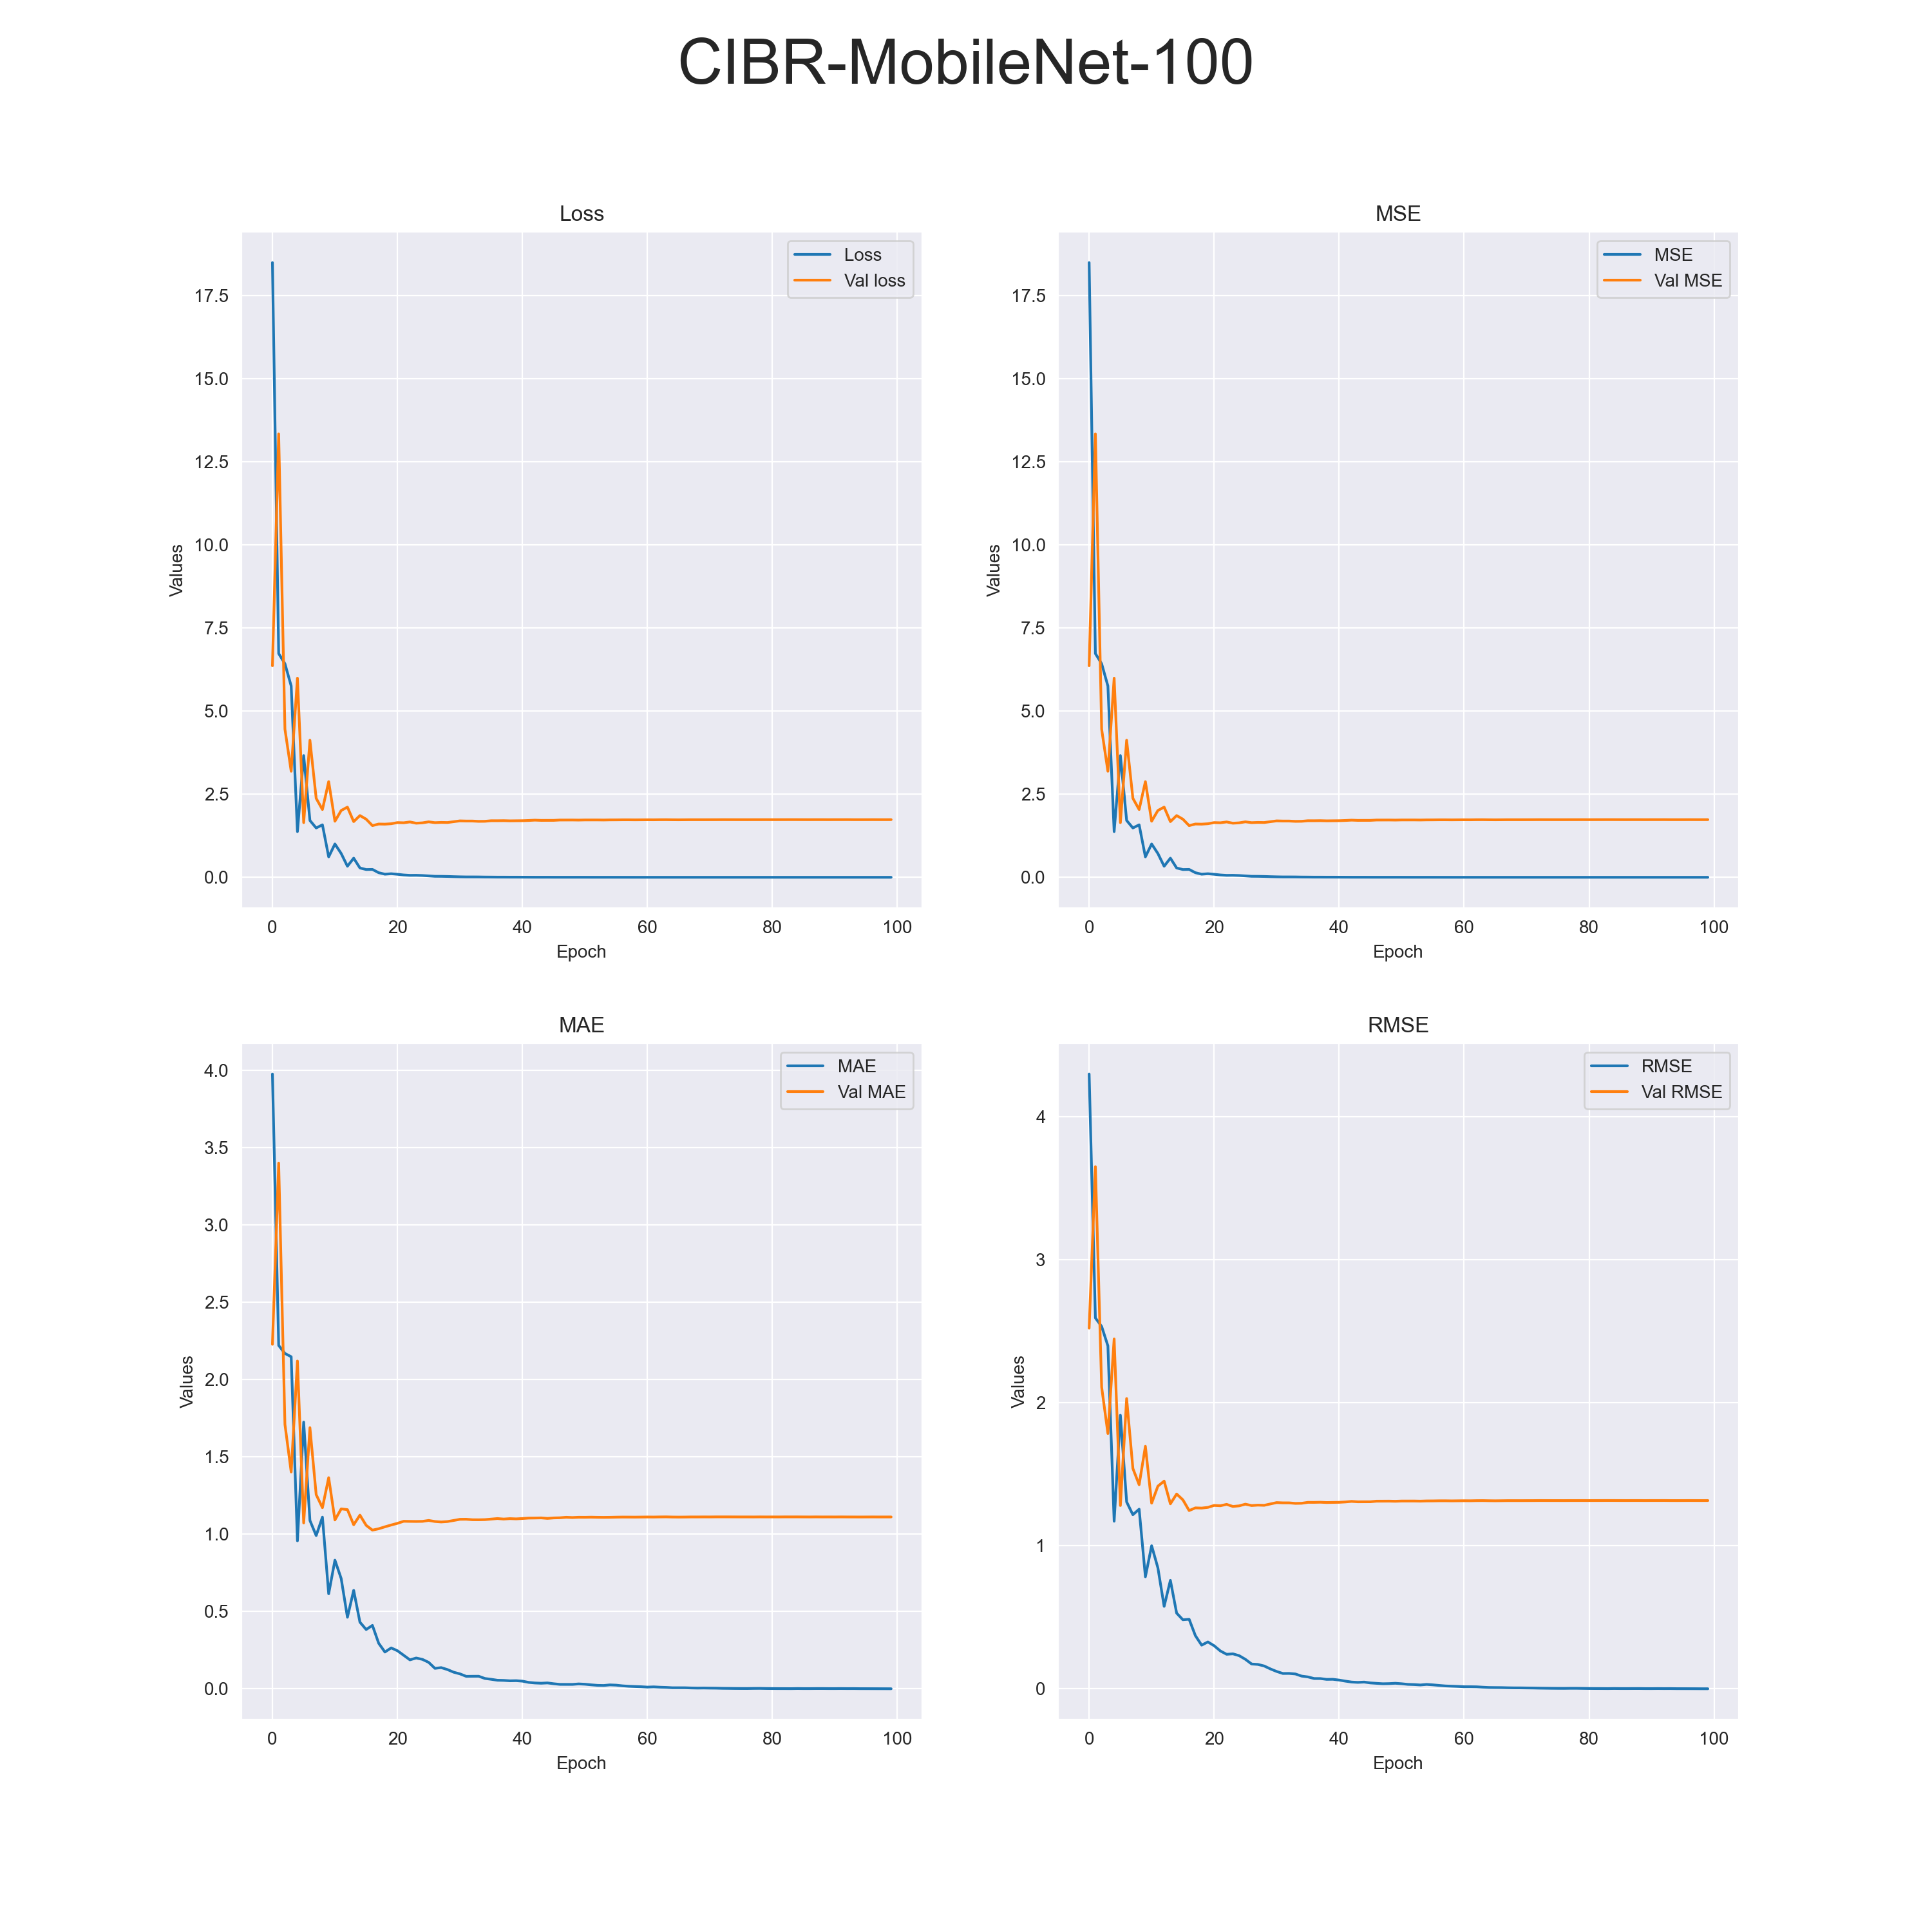 CIBR-MobileNet-100
Loss
MSE
Loss
Val loss
MSE
Val MSE
17.5
15.0
12.5
10.0
7.5
5.0
2.5
0.0
Values
0 20 40 60 80 100
Epoch
17.5
15.0
12.5
10.0
7.5
5.0
2.5
0.0
Values
0 20 40 60 80 100
Epoch
MAE
RMSE
MAE
Val MAE
RMSE
Val RMSE
4.0
3.5
3.0
2.5
2.0
1.5
1.0
0.5
0.0
Values
0 20 40 60 80 100
Epoch
4
3
2
1
0
Values
0 20 40 60 80 100
Epoch